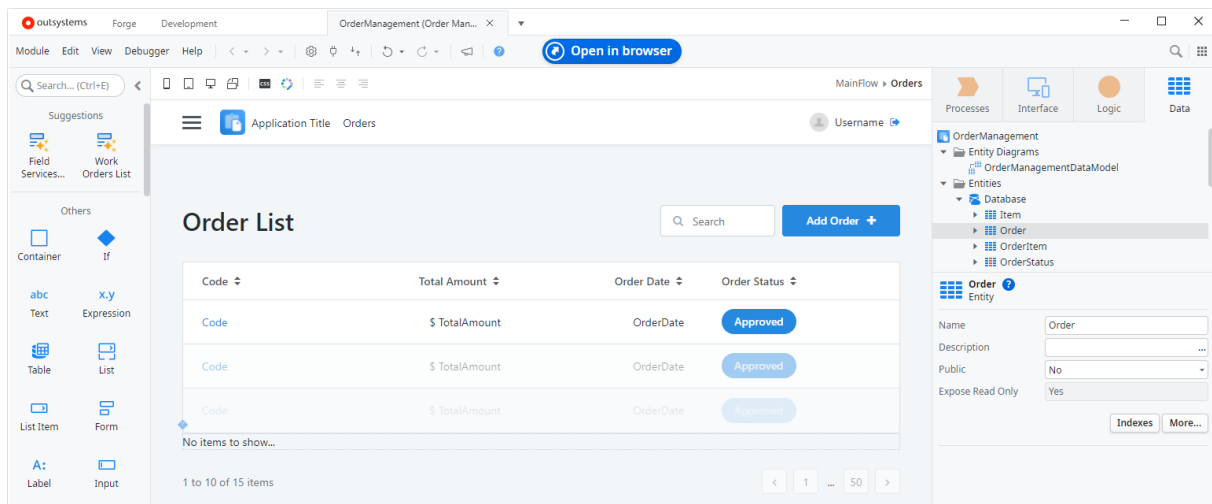 outsystems Forge Development OrderManagement (Order Man... ×
Module Edit View Debugger Help Open in browser
Search... (Ctrl+E)
Suggestions
Field Services...
Work Orders List
Others
Container
If
abc
Text
x.y
Expression
Table
List
List Item
Form
A:
Label
Input
CSS
MainFlow Orders
Application Title Orders Username
Order List
Search
Add Order +
Code Total Amount Order Date Order Status
Code $ TotalAmount OrderDate Approved
Code $ TotalAmount OrderDate Approved
Code $ TotalAmount OrderDate Approved
No items to show...
1 to 10 of 15 items
< 1 ... 50 >
Processes Interface Logic Data
OrderManagement
Entity Diagrams
OrderManagementDataModel
Entities
Database
Item
Order
OrderItem
OrderStatus
Order ?
Entity
Name Order
Description ...
Public No
Expose Read Only Yes
Indexes More...